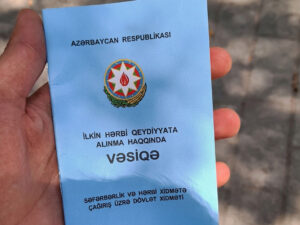 AZƏRBAYCAN RESPUBLİKASI
İLKİN HƏRBİ QEYDİYYATA
ALINMA HAQQINDA
VƏSİQƏ
SƏFƏRBƏRLİK VƏ HƏRBİ XİDMƏTƏ
ÇAĞIRIŞ ÜZRƏ DÖVLƏT XİDMƏTİ